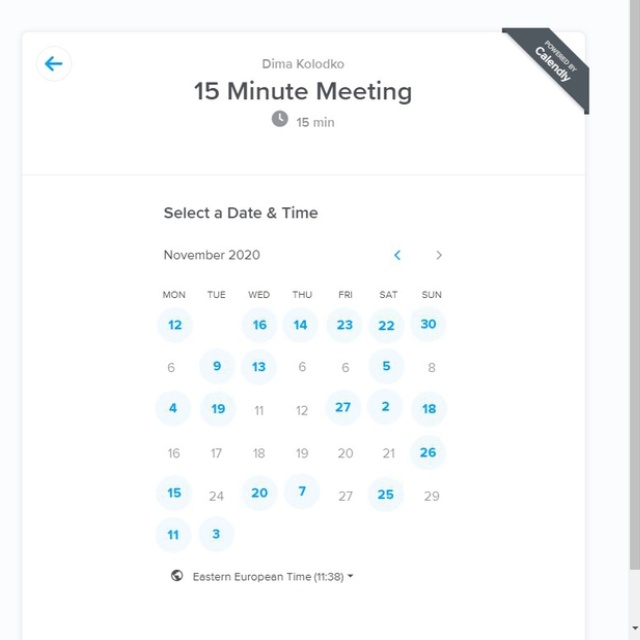 POWERED BY
Calendly
Dima Kolodko
15 Minute Meeting
15 min
Select a Date & Time
November 2020
MON TUE WED THU FRI SAT SUN
12 16 14 23 22 30
6 9 13 6 6 5 8
4 19 11 12 27 2 18
16 17 18 19 20 21 26
15 24 20 7 27 25 29
11 3
Eastern European Time (11:38)